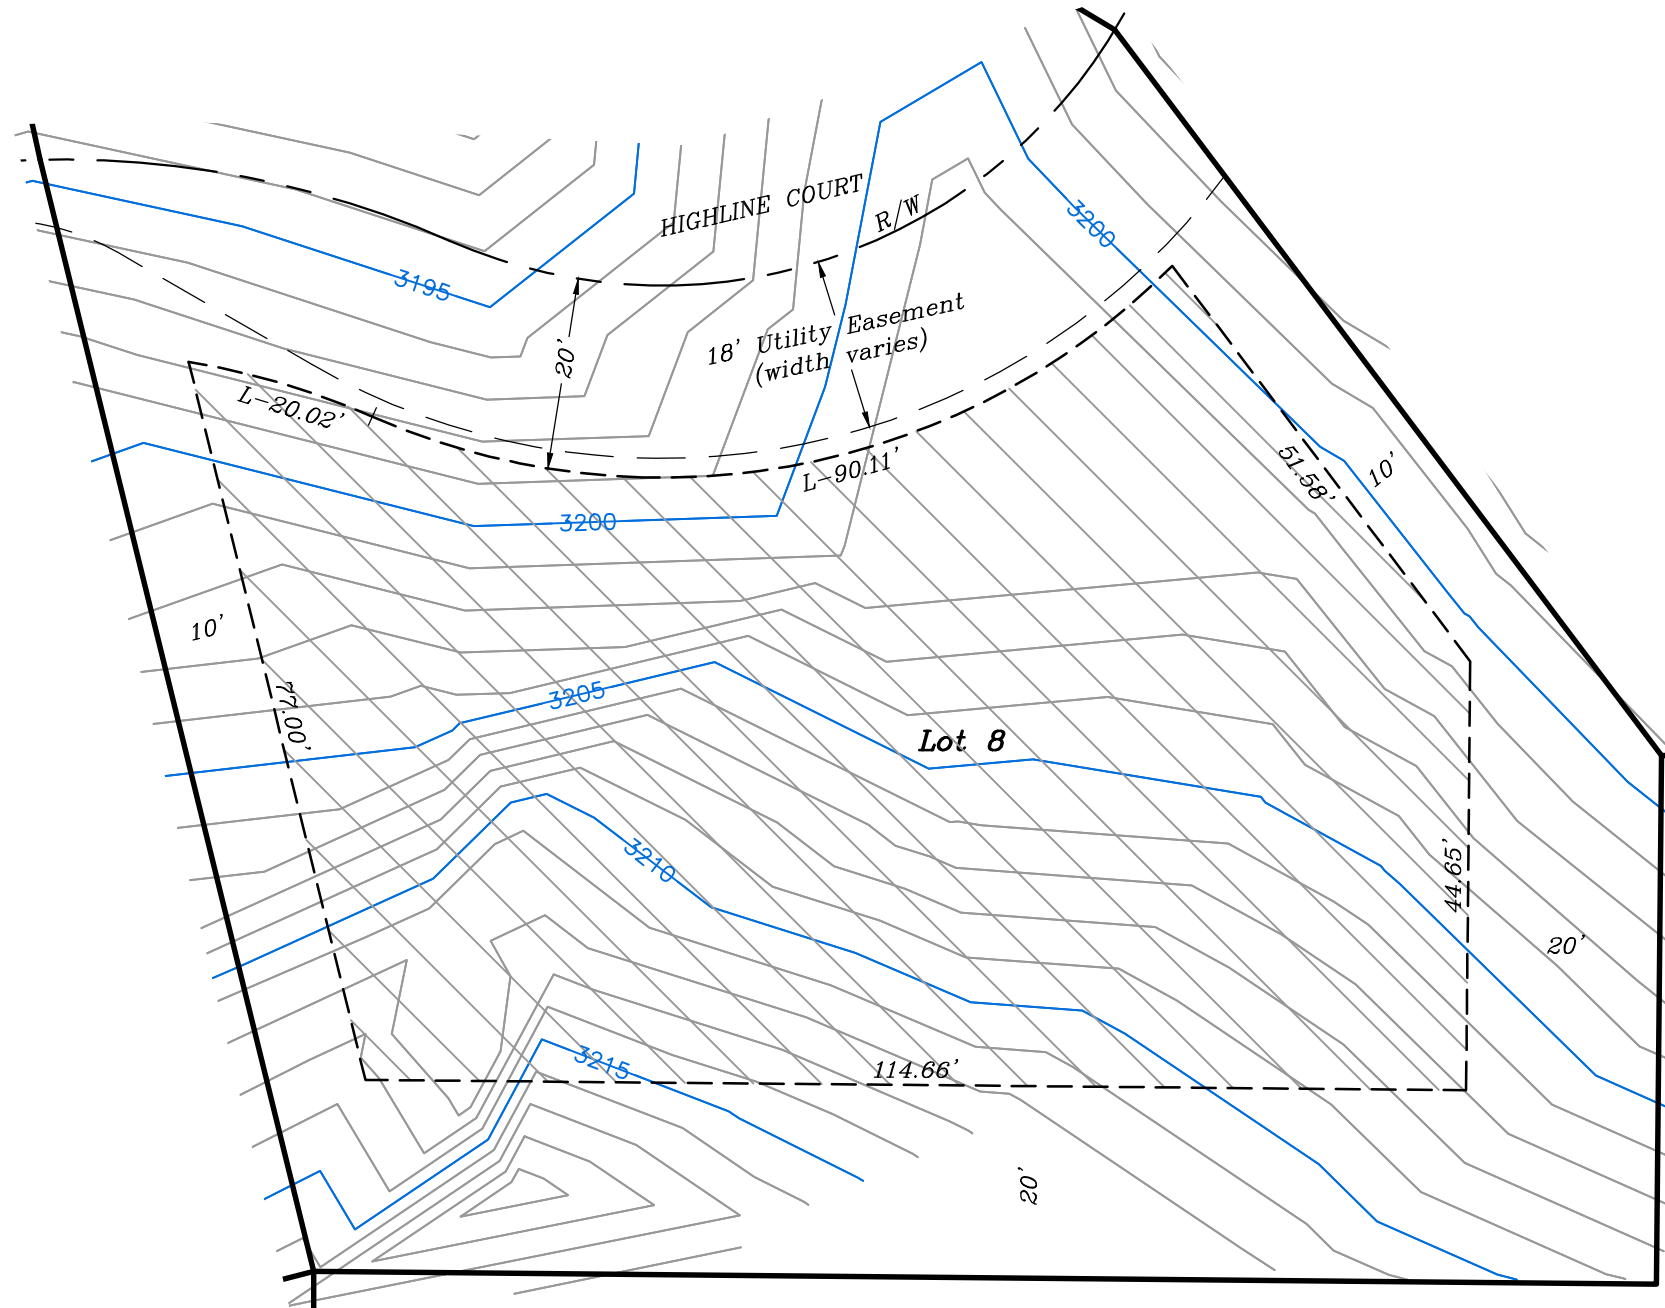 HIGHLINE COURT
R/W
3200
3195
18' Utility Easement
(width varies)
20'
L-20.02'
L-90.11'
51.58'
10'
3200
10'
77.00'
3205
Lot 8
3210
44.65'
20'
3215
114.66'
20'